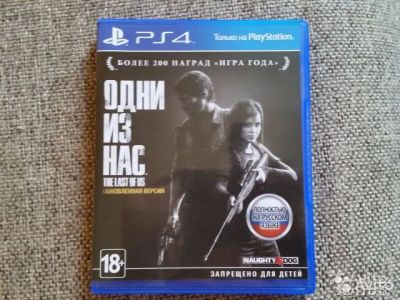 PS4
Только на PlayStation
БОЛЕЕ 200 НАГРАД «ИГРА ГОДА»
ОДНИ
ИЗ
НАС
THE LAST OF US
ОБНОВЛЕННАЯ ВЕРСИЯ
ПОЛНОСТЬЮ
НА РУССКОМ
ЯЗЫКЕ
18+
NAUGHTY DOG
ЗАПРЕЩЕНО ДЛЯ ДЕТЕЙ
Avito